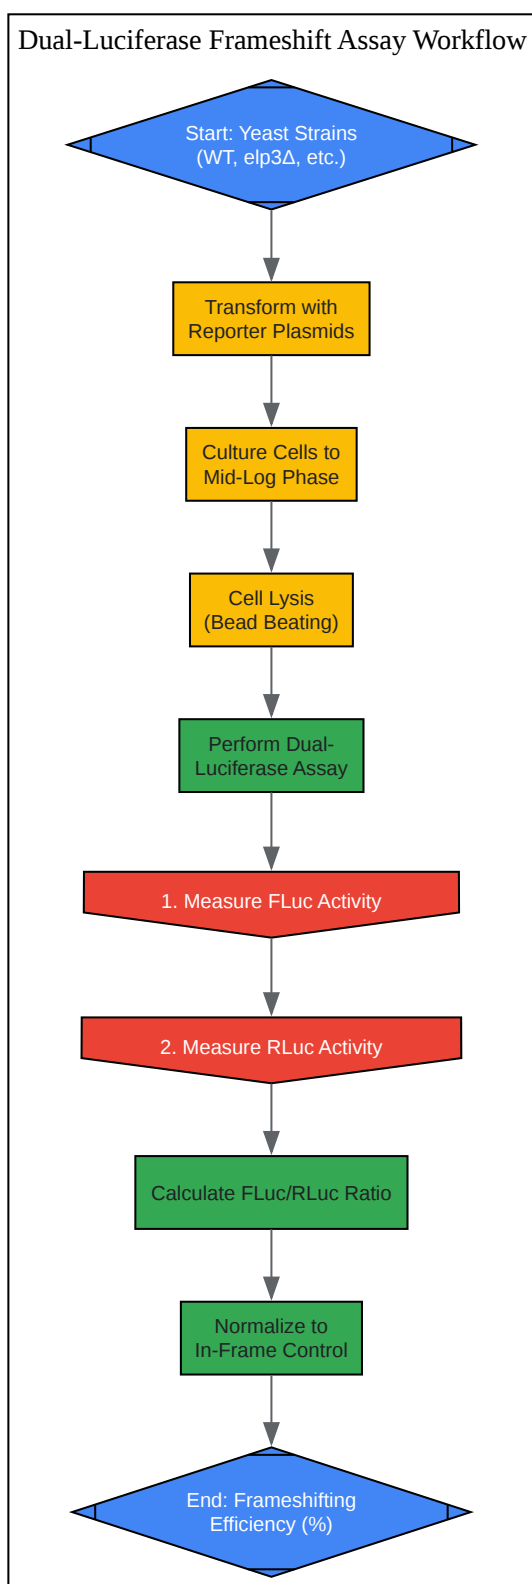 Dual-Luciferase Frameshift Assay Workflow
Start: Yeast Strains
(WT, elp3Δ, etc.)
Transform with
Reporter Plasmids
Culture Cells to
Mid-Log Phase
Cell Lysis
(Bead Beating)
Perform Dual-
Luciferase Assay
1. Measure FLuc Activity
2. Measure RLuc Activity
Calculate FLuc/RLuc Ratio
Normalize to
In-Frame Control
End: Frameshifting
Efficiency (%)